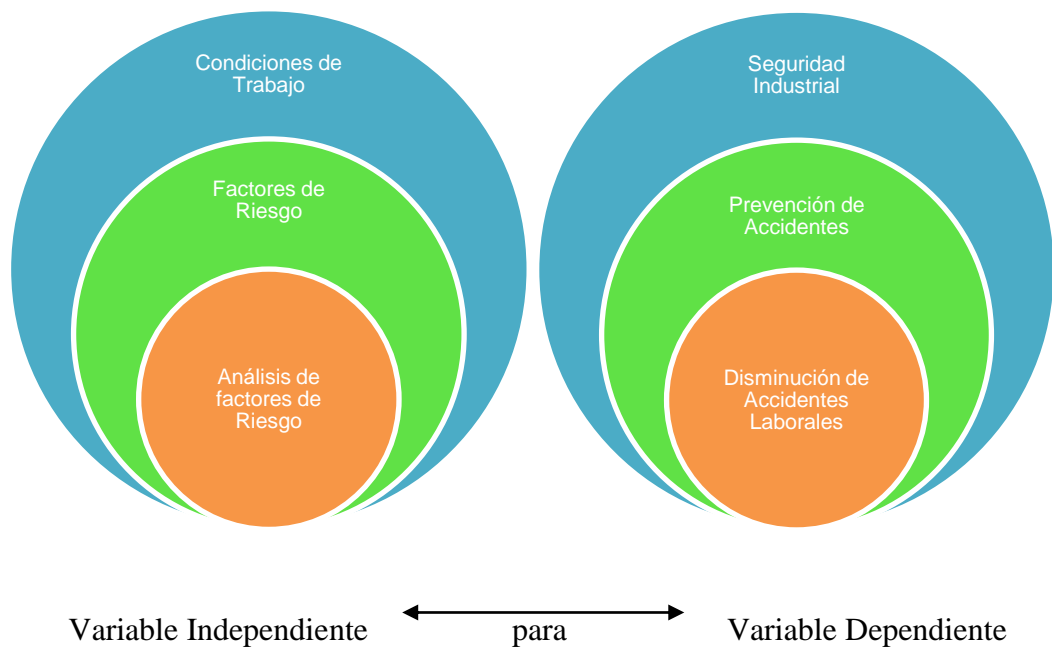 Condiciones de
Trabajo
Factores de
Riesgo
Análisis de
factores de
Riesgo
Seguridad
Industrial
Prevención de
Accidentes
Disminución de
Accidentes
Laborales
Variable Independiente para Variable Dependiente